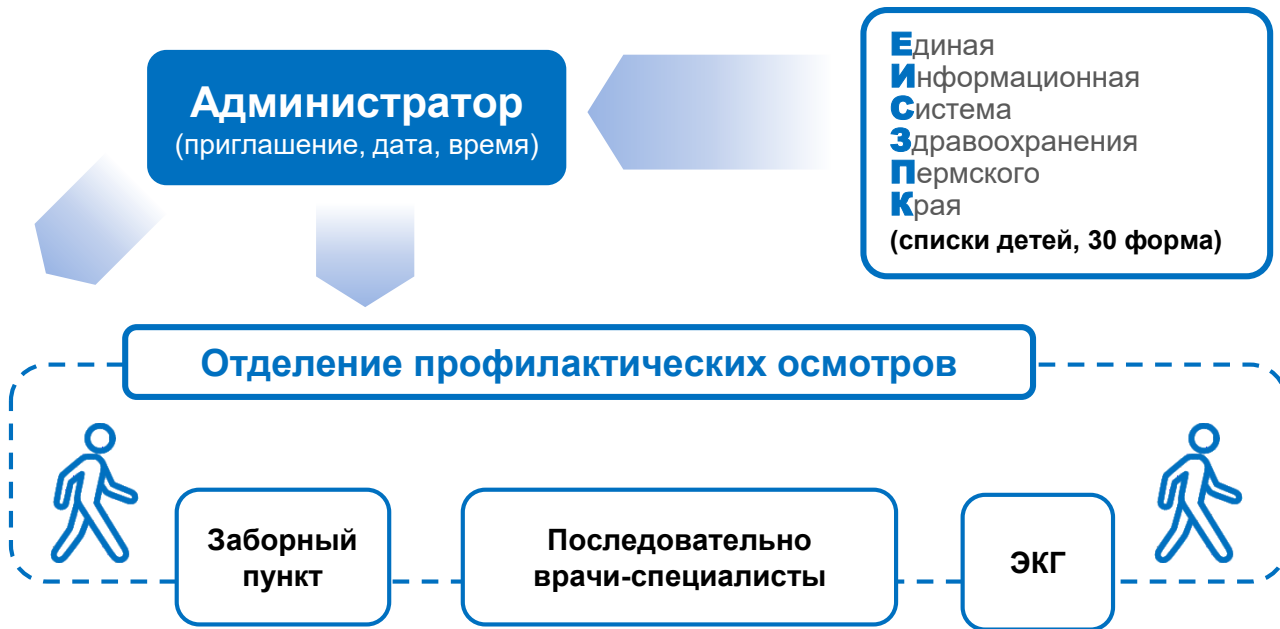 Администратор
(приглашение, дата, время)
Единая
Информационная
Система
Здравоохранения
Пермского
Края
(списки детей, 30 форма)
Отделение профилактических осмотров
Заборный
пункт
Последовательно
врачи-специалисты
ЭКГ